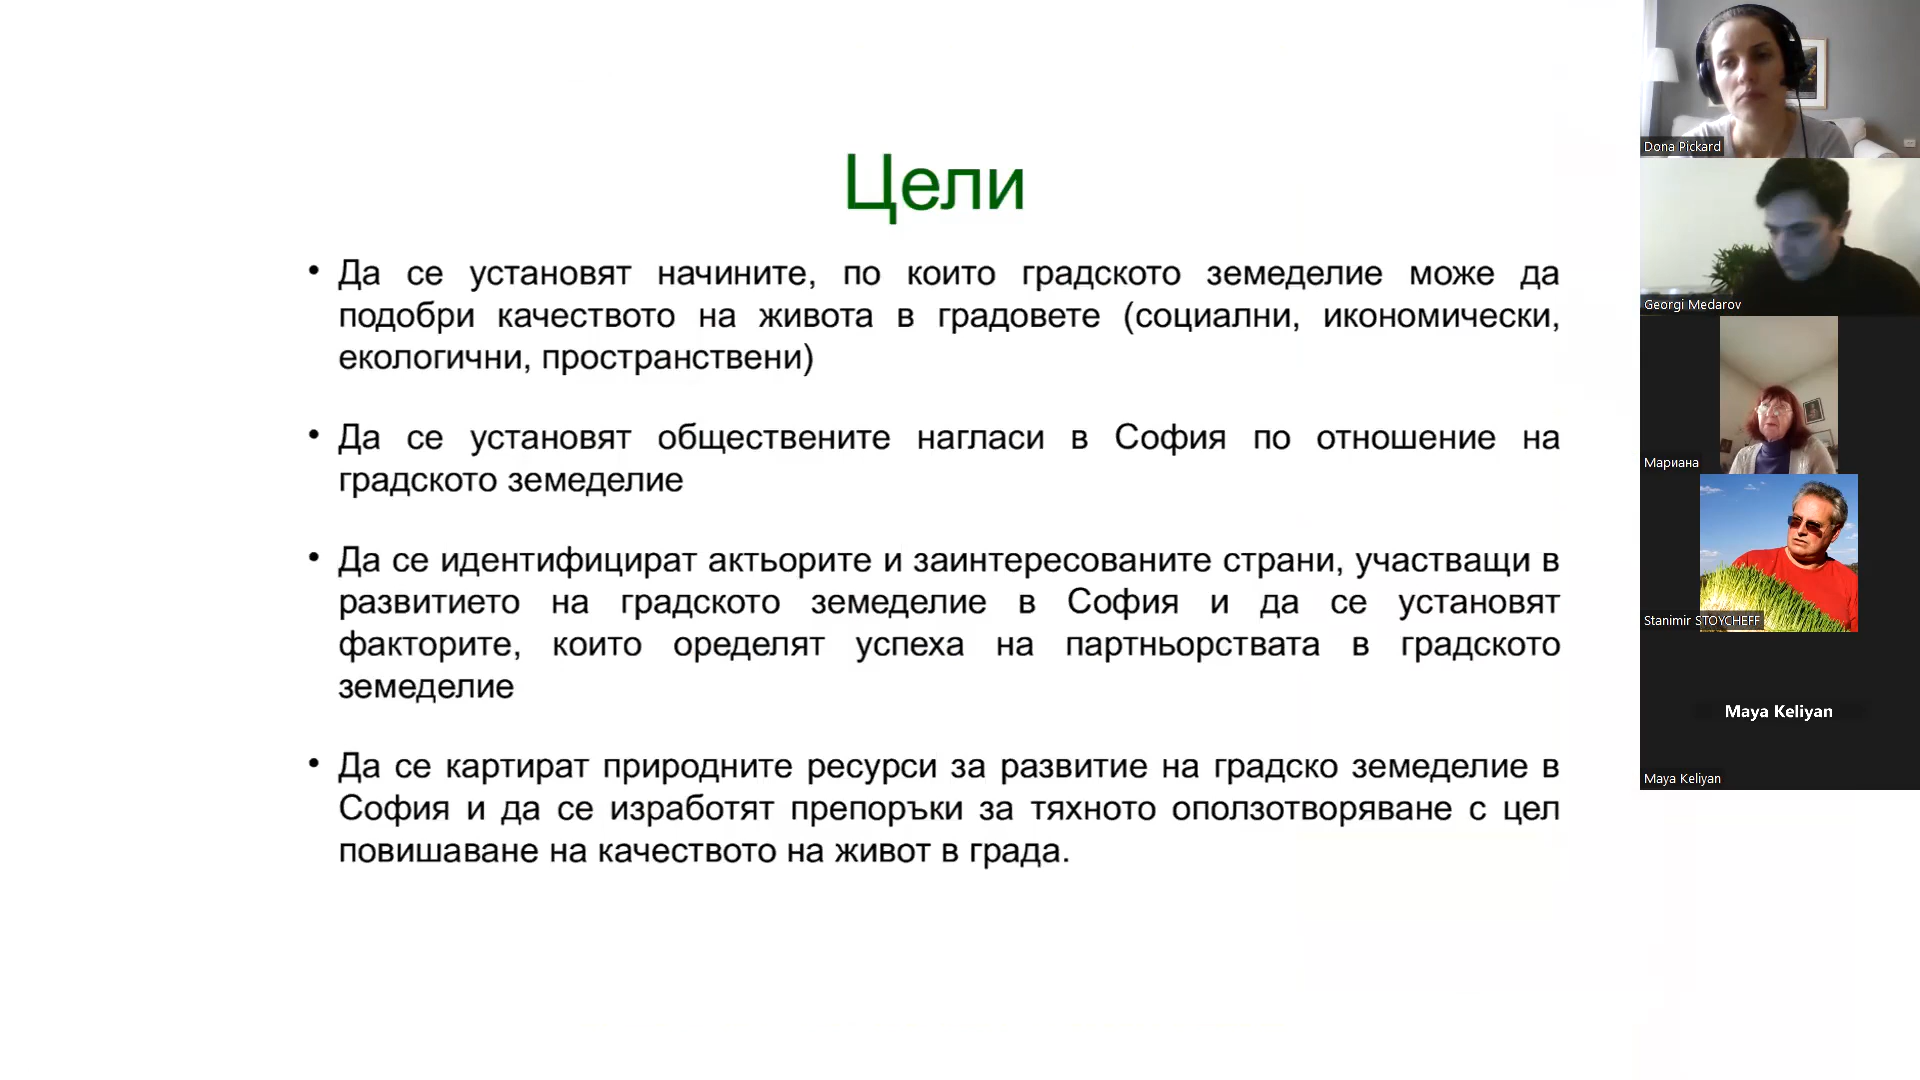 Цели
• Да се установят начините, по които градското земеделие може да
подобри качеството на живота в градовете (социални, икономически,
екологични, пространствени)
• Да се установят обществените нагласи в София по отношение на
градското земеделие
• Да се идентифицират актьорите и заинтересованите страни, участващи в
развитието на градското земеделие в София и да се установят
факторите, които оределят успеха на партньорствата в градското
земеделие
• Да се картират природните ресурси за развитие на градско земеделие в
София и да се изработят препоръки за тяхното оползотворяване с цел
повишаване на качеството на живот в града.
Dona Pickard
Georgi Medarov
Мариана
Stanimir STOYCHEFF
Maya Keliyan
Maya Keliyan